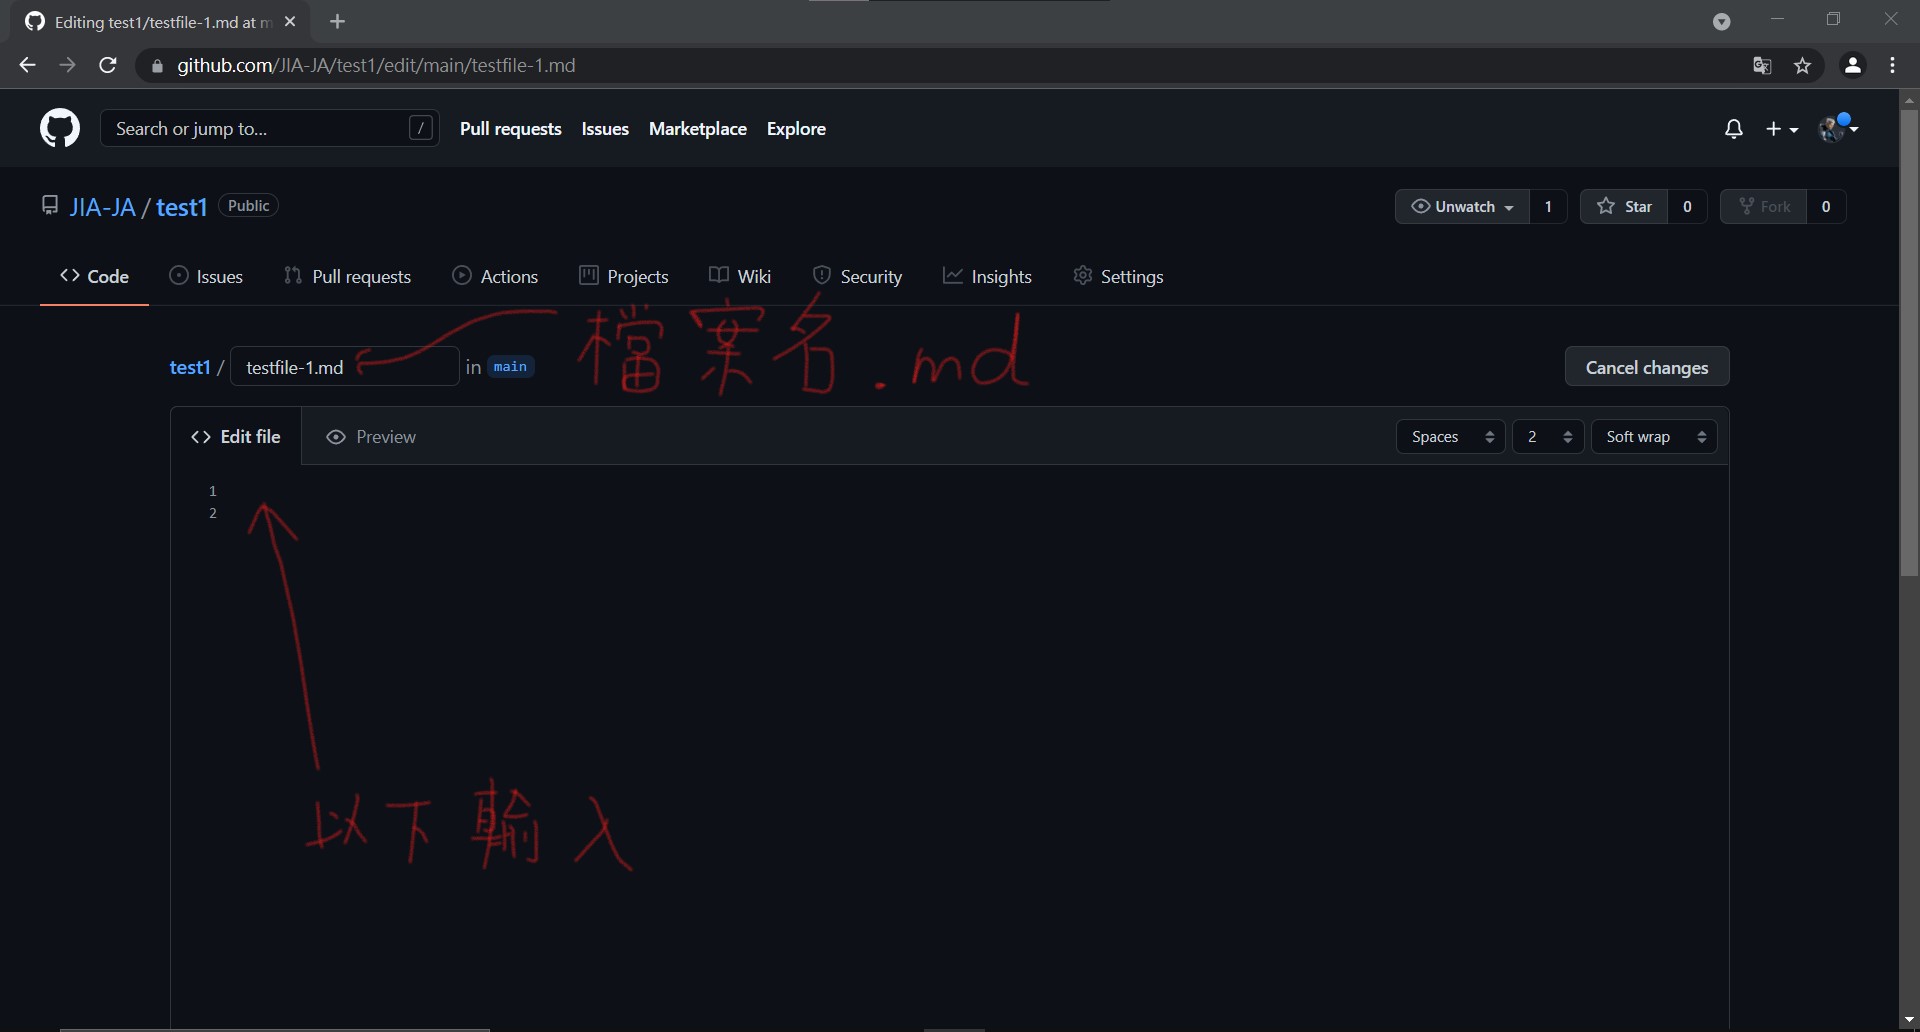 Editing test1/testfile-1.md at m
github.com/JIA-JA/test1/edit/main/testfile-1.md
Search or jump to... / Pull requests Issues Marketplace Explore
JIA-JA / test1 Public Unwatch 1 Star 0 Fork 0
Code Issues Pull requests Actions Projects Wiki Security Insights Settings
檔案名.md
test1 / testfile-1.md in main Cancel changes
Edit file Preview Spaces 2 Soft wrap
1
2
以下輸入